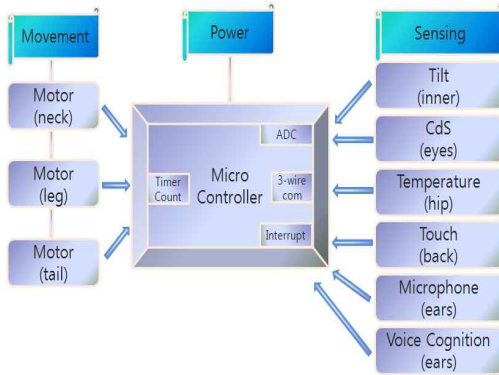 Movement
Power
Sensing
Motor
(neck)
Motor
(leg)
Motor
(tail)
ADC
Timer
Count
Micro
Controller
3-wire
com
Interrupt
Tilt
(inner)
CdS
(eyes)
Temperature
(hip)
Touch
(back)
Microphone
(ears)
Voice Cognition
(ears)